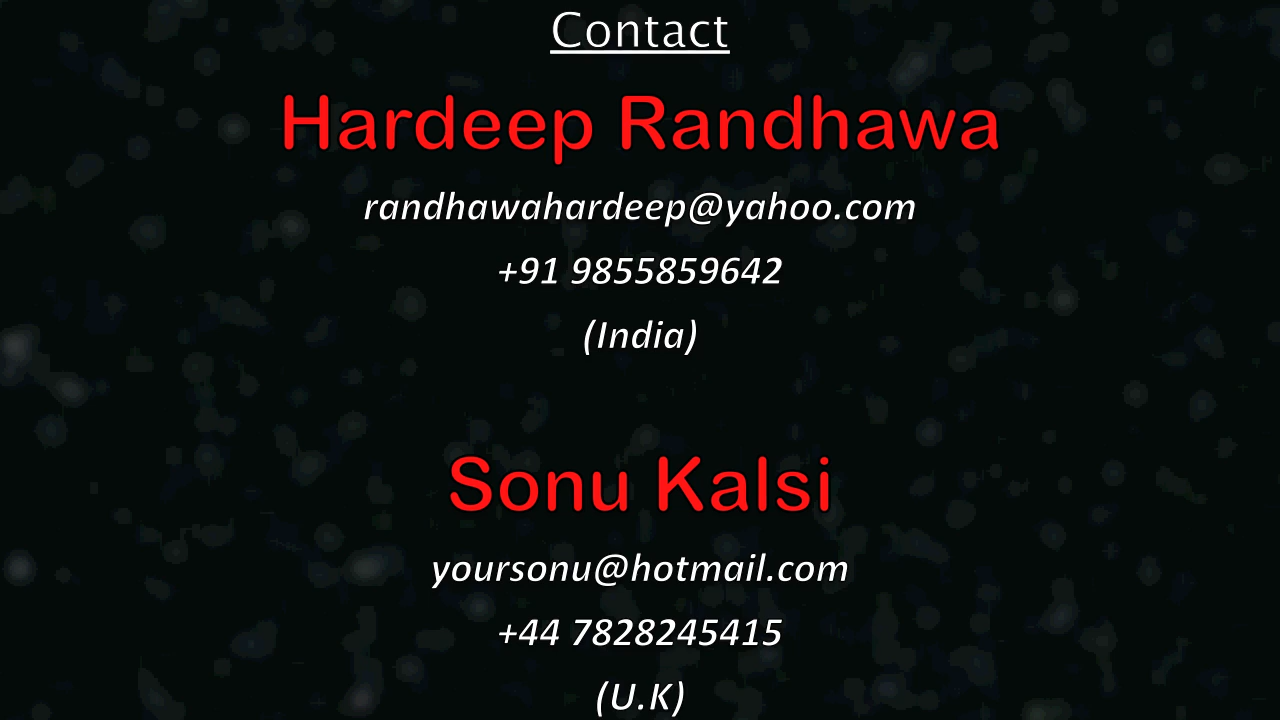 Contact
Hardeep Randhawa
randhawahardeep@yahoo.com
+91 9855859642
(India)
Sonu Kalsi
yoursonu@hotmail.com
+44 7828245415
(U.K)